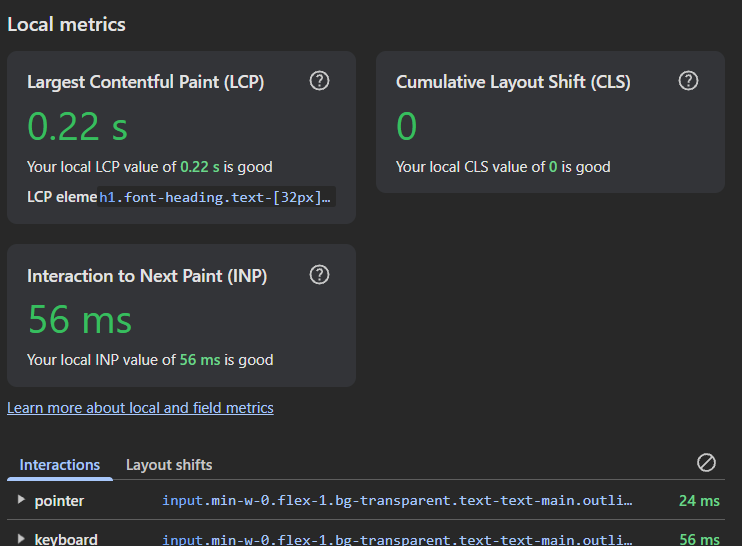 Local metrics
Largest Contentful Paint (LCP)
0.22 s
Your local LCP value of 0.22 s is good
LCP eleme h1.font-heading.text-[32px]…
Cumulative Layout Shift (CLS)
0
Your local CLS value of 0 is good
Interaction to Next Paint (INP)
56 ms
Your local INP value of 56 ms is good
Learn more about local and field metrics
Interactions Layout shifts
pointer input.min-w-0.flex-1.bg-transparent.text-text-main.outli… 24 ms
keyboard input.min-w-0.flex-1.bg-transparent.text-text-main.outli… 56 ms